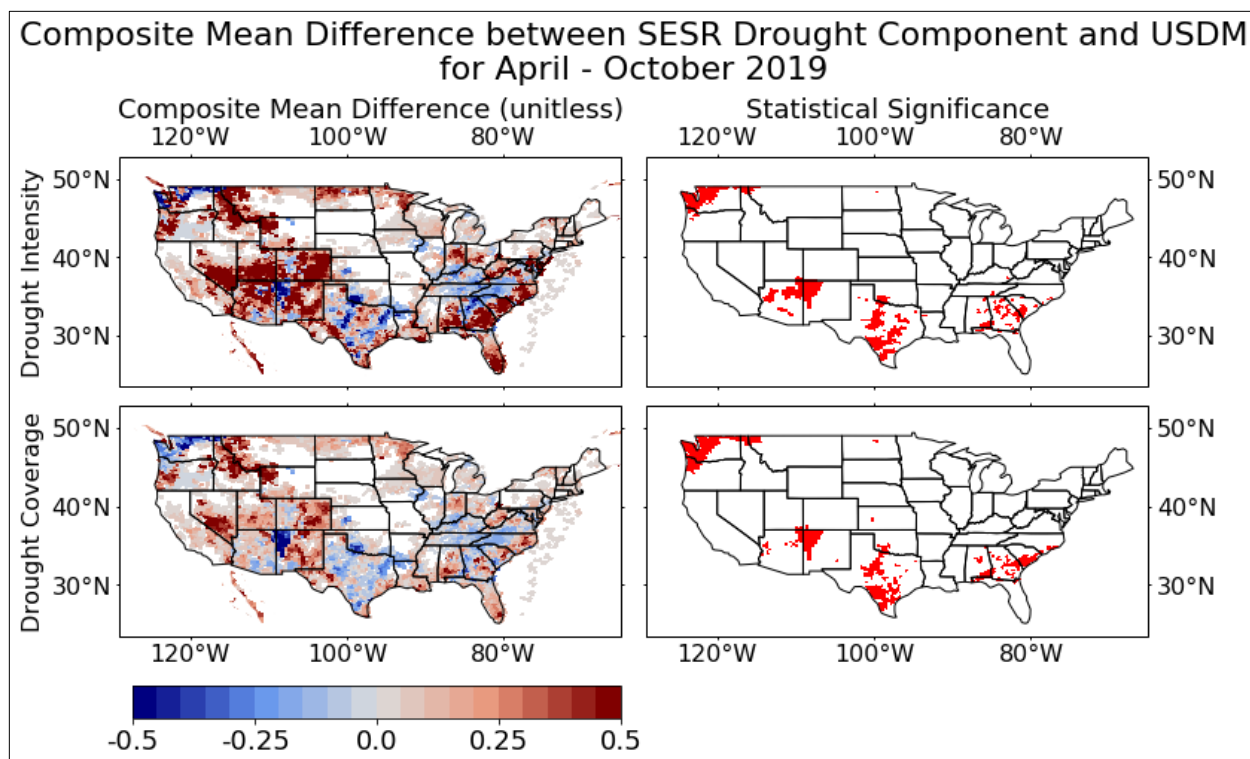 Composite Mean Difference between SESR Drought Component and USDM
for April - October 2019
Composite Mean Difference (unitless)
Statistical Significance
120°W 100°W 80°W
120°W 100°W 80°W
Drought Intensity
50°N
40°N
30°N
50°N
40°N
30°N
Drought Coverage
50°N
40°N
30°N
50°N
40°N
30°N
120°W 100°W 80°W
120°W 100°W 80°W
-0.5 -0.25 0.0 0.25 0.5